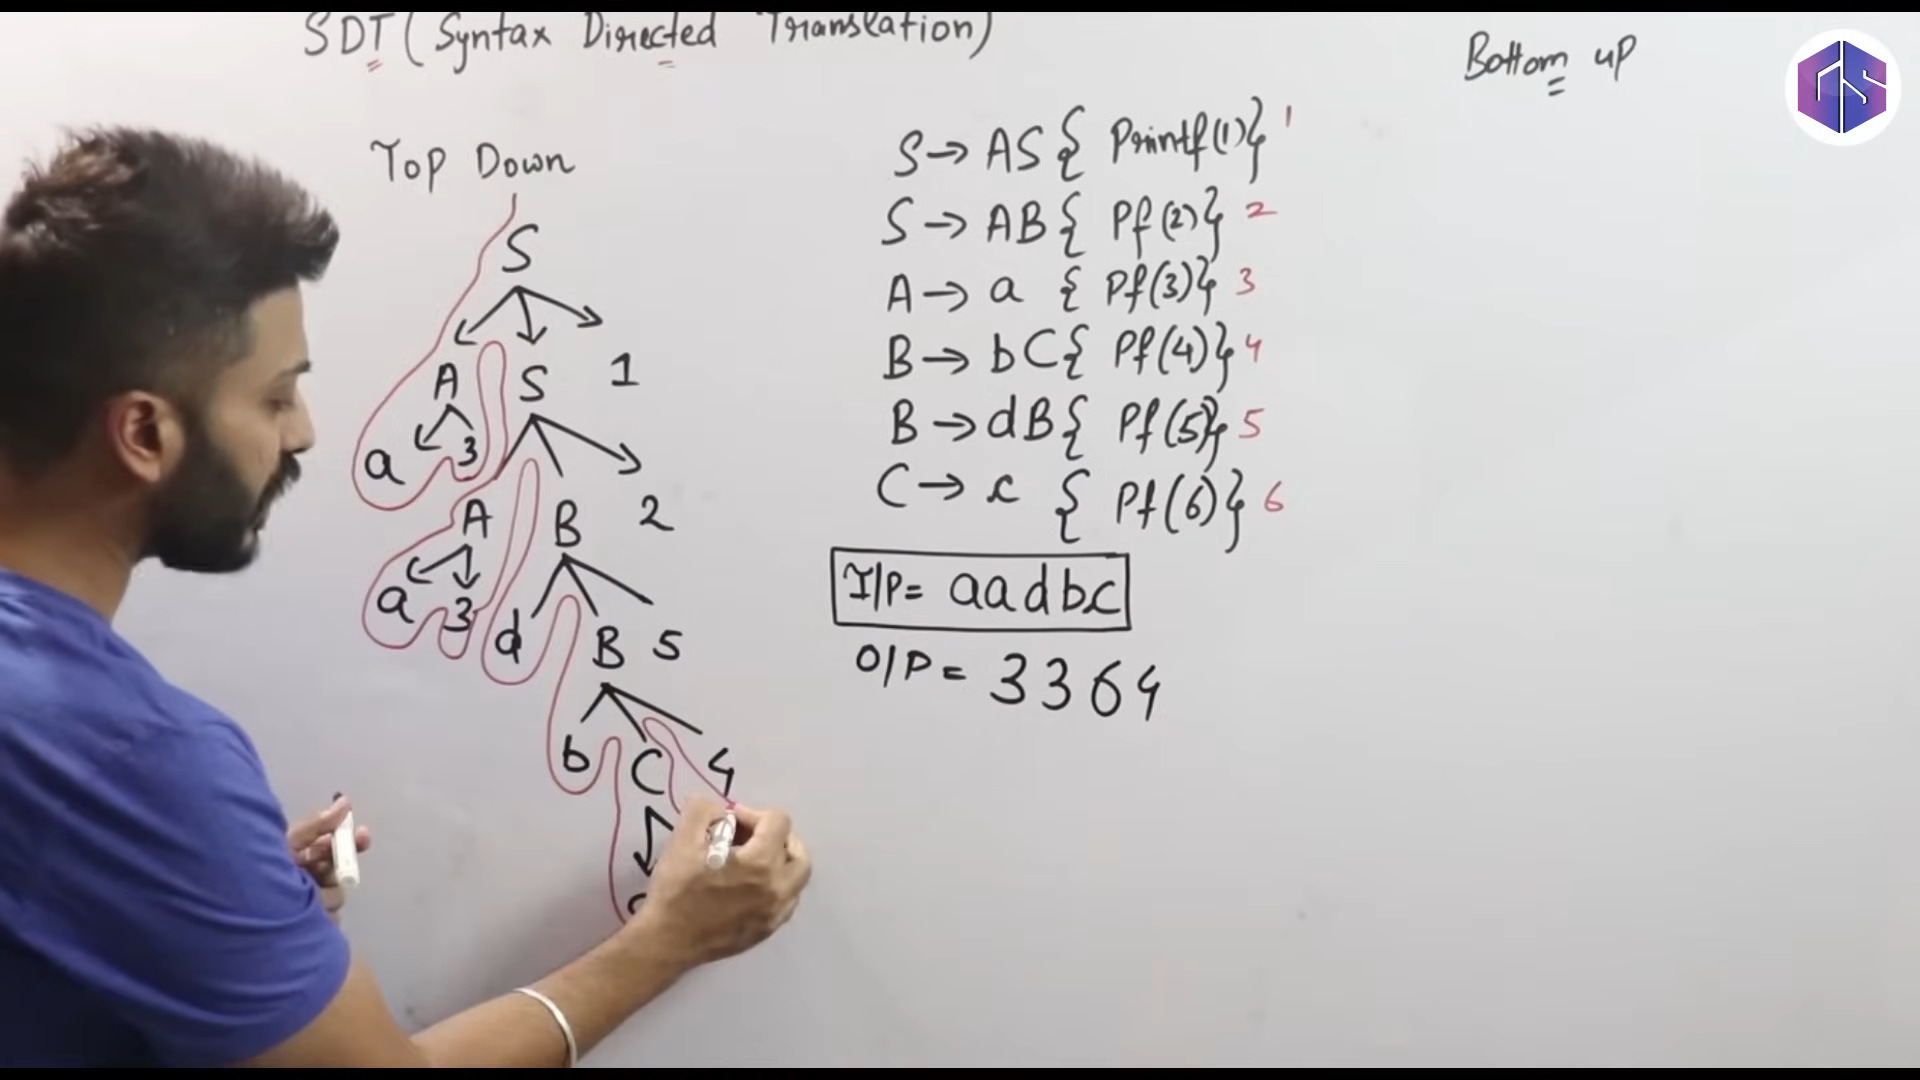 SDT (Syntax Directed Translation)
Bottom up
Top Down
S
A S 1
a 3
A B 2
a 3 d B 5
b C 4
S → AS { Printf(1)} 1
S → AB { Pf(2)} 2
A → a { Pf(3)} 3
B → bC { Pf(4)} 4
B → dB { Pf(5)} 5
C → c { Pf(6)} 6
I/P= aadbc
O/P = 3364